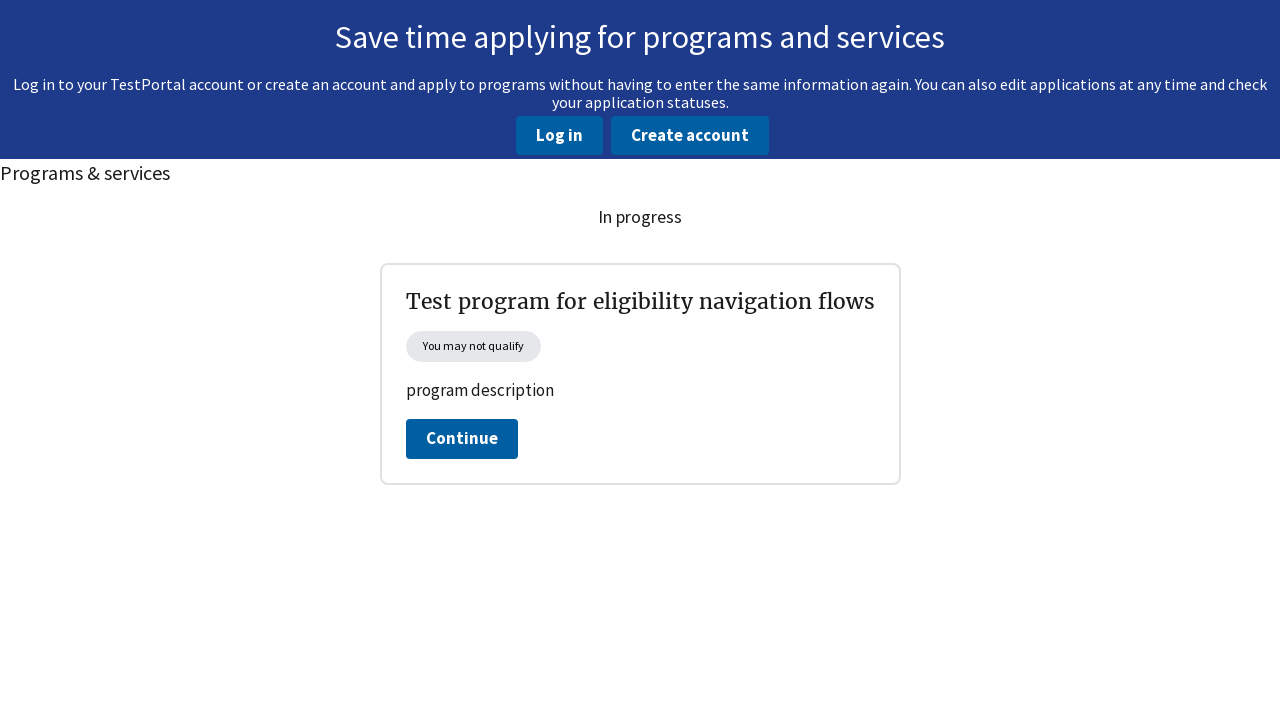 Save time applying for programs and services
Log in to your TestPortal account or create an account and apply to programs without having to enter the same information again. You can also edit applications at any time and check
your application statuses.
Log in
Create account
Programs & services
In progress
Test program for eligibility navigation flows
You may not qualify
program description
Continue